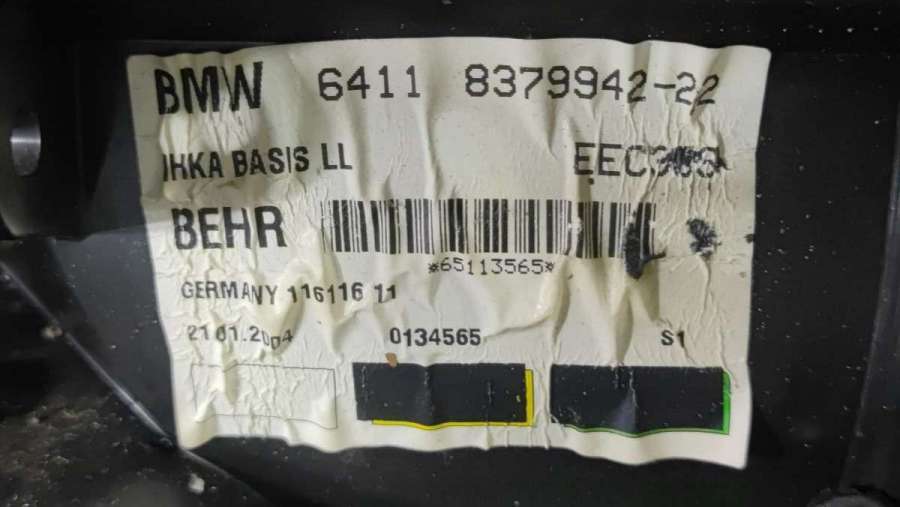 BMW 6411 8379942-22
IHKA BASIS LL
BEHR
*65113565*
GERMANY 116116 11
21.01.2004 0134565 S1